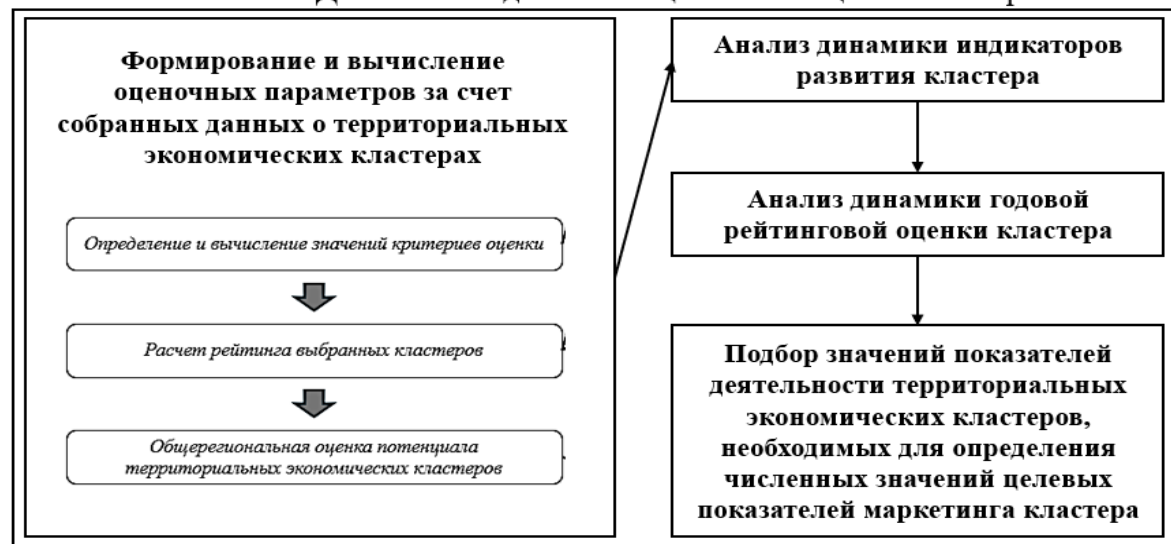 Формирование и вычисление
оценочных параметров за счет
собранных данных о территориальных
экономических кластерах
Определение и вычисление значений критериев оценки
Расчет рейтинга выбранных кластеров
Общерегиональная оценка потенциала
территориальных экономических кластеров
Анализ динамики индикаторов
развития кластера
Анализ динамики годовой
рейтинговой оценки кластера
Подбор значений показателей
деятельности территориальных
экономических кластеров,
необходимых для определения
численных значений целевых
показателей маркетинга кластера